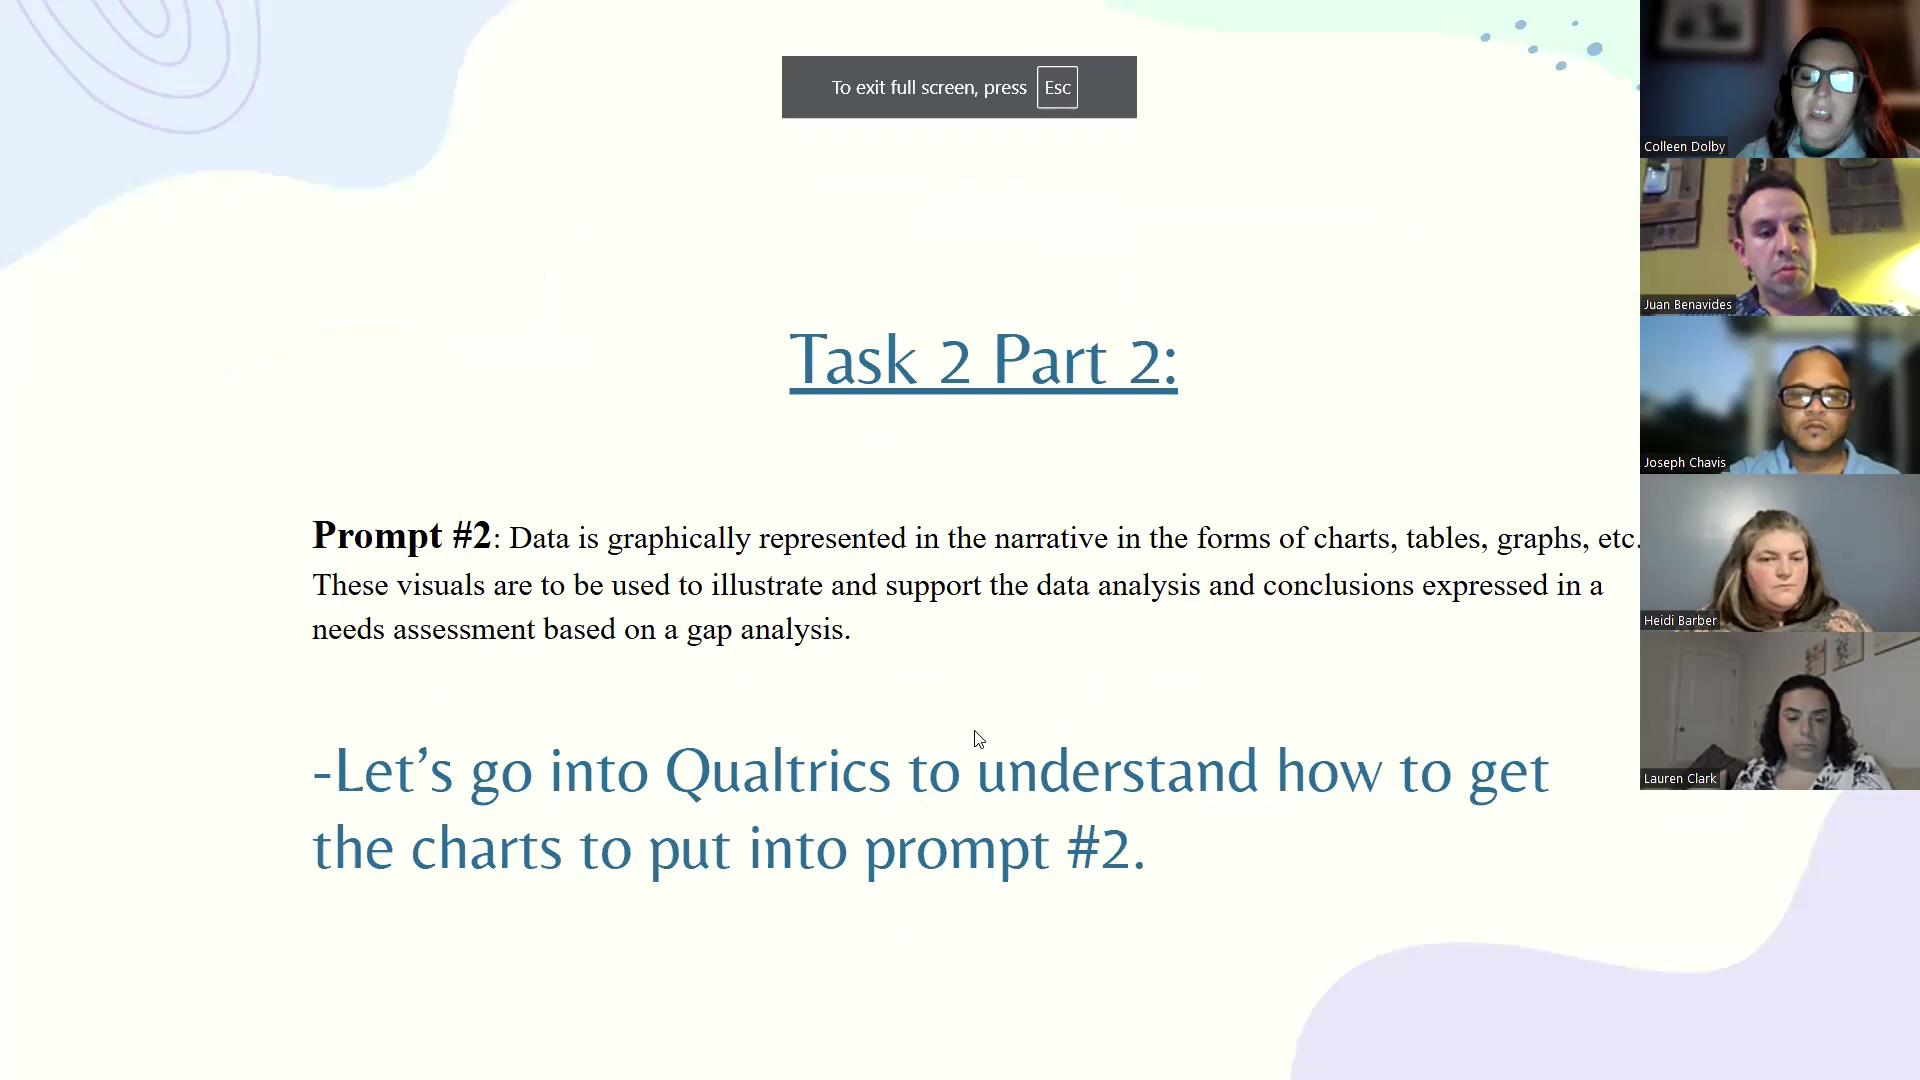 To exit full screen, press Esc
Colleen Dolby
Juan Benavides
Task 2 Part 2:
Joseph Chavis
Prompt #2: Data is graphically represented in the narrative in the forms of charts, tables, graphs, etc.
These visuals are to be used to illustrate and support the data analysis and conclusions expressed in a
needs assessment based on a gap analysis.
Heidi Barber
-Let’s go into Qualtrics to understand how to get
the charts to put into prompt #2.
Lauren Clark